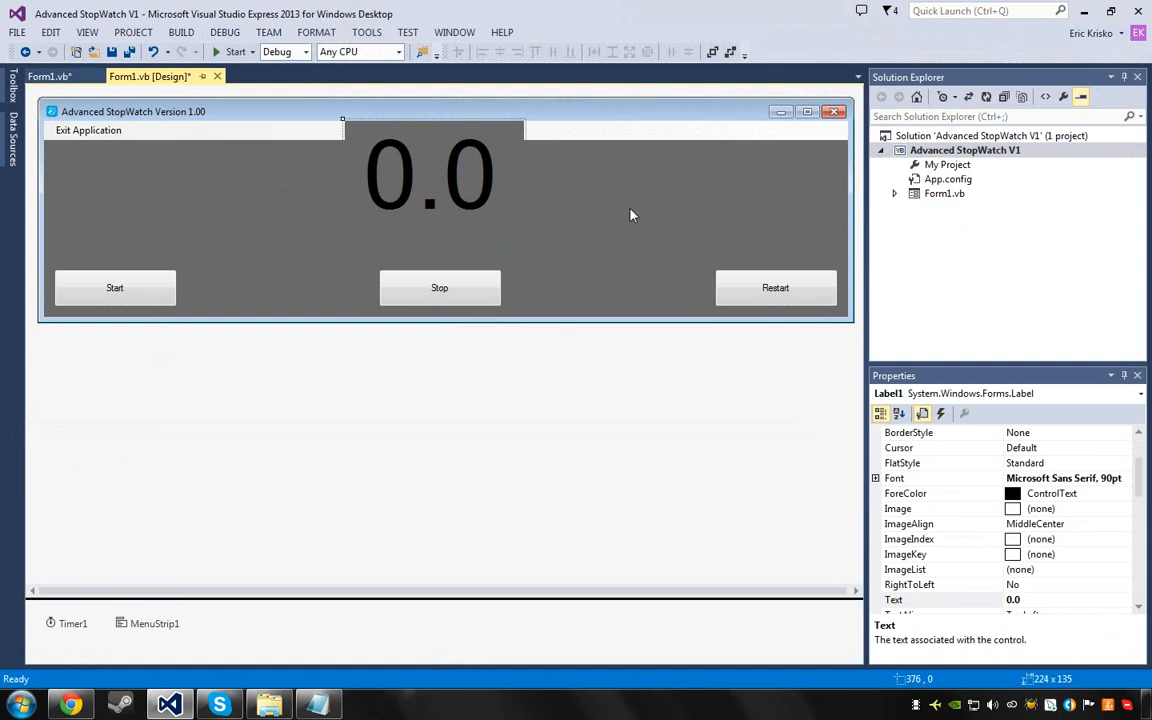 Advanced StopWatch V1 - Microsoft Visual Studio Express 2013 for Windows Desktop
4
Quick Launch (Ctrl+;)
FILE EDIT VIEW PROJECT BUILD DEBUG TEAM FORMAT TOOLS TEST WINDOW HELP
Eric Krisko
EK
Start Debug Any CPU
Toolbox
Data Sources
Form1.vb*
Form1.vb [Design]*
Advanced StopWatch Version 1.00
Exit Application
0.0
Start
Stop
Restart
Timer1
MenuStrip1
Solution Explorer
Search Solution Explorer (Ctrl+;)
Solution 'Advanced StopWatch V1' (1 project)
VB Advanced StopWatch V1
My Project
App.config
Form1.vb
Properties
Label1 System.Windows.Forms.Label
BorderStyle None
Cursor Default
FlatStyle Standard
Font Microsoft Sans Serif, 90pt
ForeColor ControlText
Image (none)
ImageAlign MiddleCenter
ImageIndex (none)
ImageKey (none)
ImageList (none)
RightToLeft No
Text 0.0
Text
The text associated with the control.
Ready
376 , 0
224 x 135